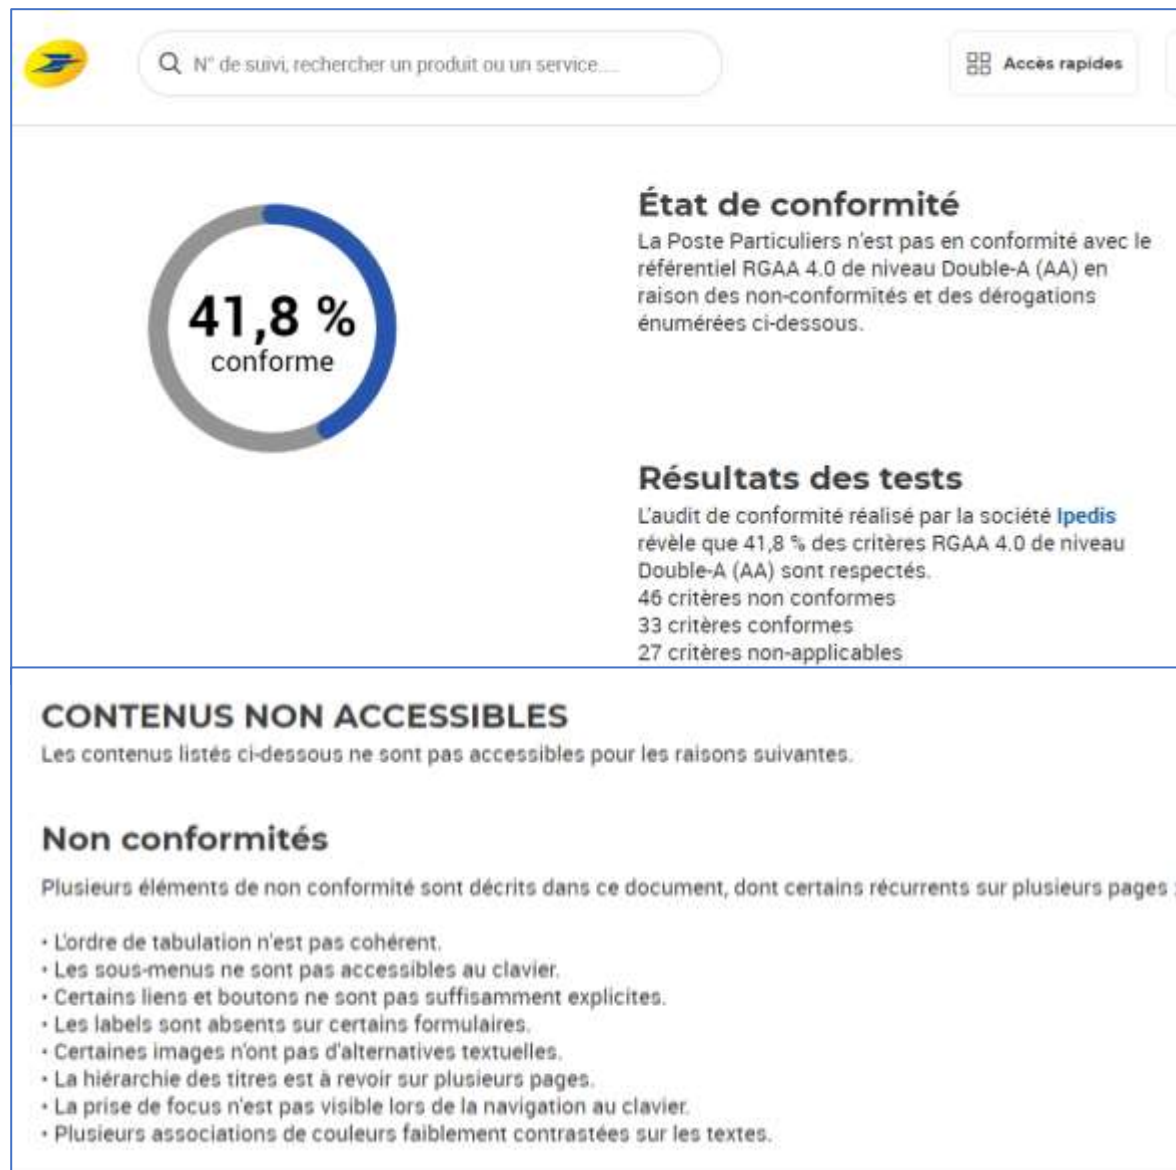 N° de suivi, rechercher un produit ou un service....
Accès rapides
41,8 %
conforme
État de conformité
La Poste Particuliers n'est pas en conformité avec le
référentiel RGAA 4.0 de niveau Double-A (AA) en
raison des non-conformités et des dérogations
énumérées ci-dessous.
Résultats des tests
L'audit de conformité réalisé par la société Ipedis
révèle que 41,8 % des critères RGAA 4.0 de niveau
Double-A (AA) sont respectés.
46 critères non conformes
33 critères conformes
27 critères non-applicables
CONTENUS NON ACCESSIBLES
Les contenus listés ci-dessous ne sont pas accessibles pour les raisons suivantes.
Non conformités
Plusieurs éléments de non conformité sont décrits dans ce document, dont certains récurrents sur plusieurs pages :
• L'ordre de tabulation n'est pas cohérent.
• Les sous-menus ne sont pas accessibles au clavier.
• Certains liens et boutons ne sont pas suffisamment explicites.
• Les labels sont absents sur certains formulaires.
• Certaines images n'ont pas d'alternatives textuelles.
• La hiérarchie des titres est à revoir sur plusieurs pages.
• La prise de focus n'est pas visible lors de la navigation au clavier.
• Plusieurs associations de couleurs faiblement contrastées sur les textes.